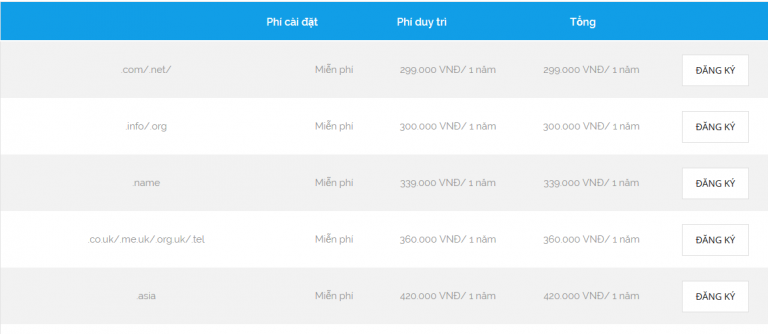 Phí cài đặt Phí duy trì Tổng
.com/.net/ Miễn phí 299.000 VNĐ/ 1 năm 299.000 VNĐ/ 1 năm ĐĂNG KÝ
.info/.org Miễn phí 300.000 VNĐ/ 1 năm 300.000 VNĐ/ 1 năm ĐĂNG KÝ
.name Miễn phí 339.000 VNĐ/ 1 năm 339.000 VNĐ/ 1 năm ĐĂNG KÝ
.co.uk/.me.uk/.org.uk/.tel Miễn phí 360.000 VNĐ/ 1 năm 360.000 VNĐ/ 1 năm ĐĂNG KÝ
.asia Miễn phí 420.000 VNĐ/ 1 năm 420.000 VNĐ/ 1 năm ĐĂNG KÝ